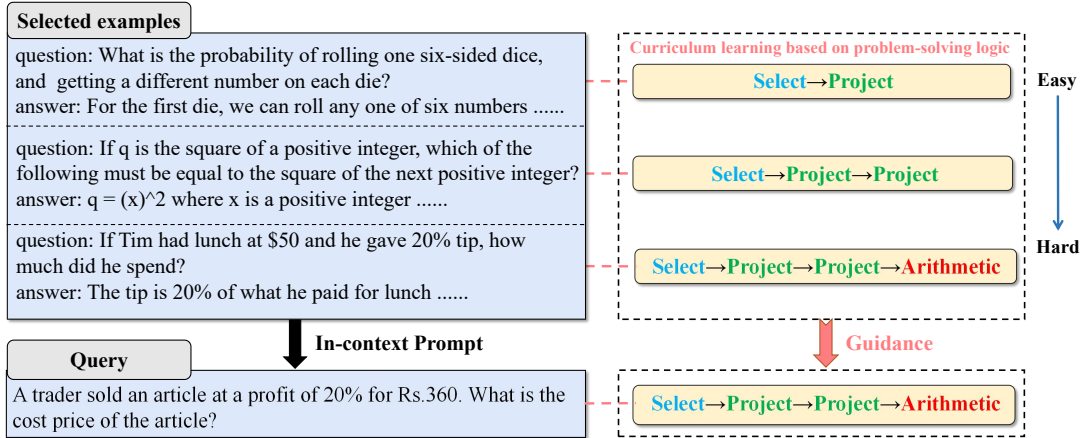 Selected examples
question: What is the probability of rolling one six-sided dice,
and getting a different number on each die?
answer: For the first die, we can roll any one of six numbers ......
question: If q is the square of a positive integer, which of the
following must be equal to the square of the next positive integer?
answer: q = (x)^2 where x is a positive integer ......
question: If Tim had lunch at $50 and he gave 20% tip, how
much did he spend?
answer: The tip is 20% of what he paid for lunch ......
Curriculum learning based on problem-solving logic
Select→Project
Select→Project→Project
Select→Project→Project→Arithmetic
Easy
Hard
In-context Prompt
Guidance
Query
A trader sold an article at a profit of 20% for Rs.360. What is the
cost price of the article?
Select→Project→Project→Arithmetic